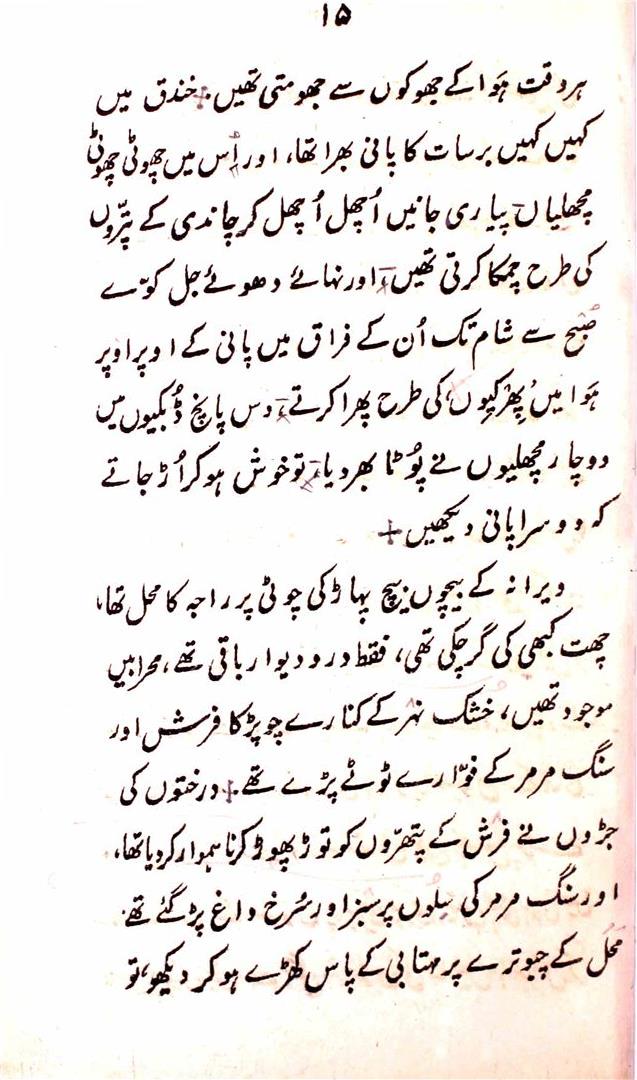 ۱۵
ہر وقت ہَوا کے جھوکوں سے جھومتی تھیں. خندق میں
کہیں کہیں برسات کا پانی بھرا تھا، اور اُس میں چھوٹی چھوٹی
مچھلیاں پیاری جانیں اُچھل اُچھل کر چاندی کے پتّروں
کی طرح چمکا کرتی تھیں، اور نہائے دھوئے جل کوّے
صُبح سے شام تک اُن کے فراق میں پانی کے اوپر اوپر
ہَوا میں پھِرکیوں کی طرح پھرا کرتے، دس پانچ ڈُبکیوں میں
دو چار مچھلیوں نے پوٹا بھر دیا، تو خوش ہو کر اُڑ جاتے
کہ دوسرا پانی دیکھیں +
ویرانہ کے بیچوں بیچ پہاڑ کی چوٹی پر راجہ کا محل تھا،
چھت کبھی کی گر چکی تھی، فقط در و دیوار باقی تھے، محرابیں
موجود تھیں، خشک نہر کے کنارے چوپڑ کا فرش اور
سنگ مرمر کے فوّارے ٹوٹے پڑے تھے. درختوں کی
جڑوں نے فرش کے پتھّروں کو توڑ پھوڑ کر ناہموار کر دیا تھا،
اور سنگ مرمر کی سِلوں پر سبز اور سُرخ داغ پڑ گئے تھے.
محَل کے چبوترے پر مہتابی کے پاس کھڑے ہو کر دیکھو، تو